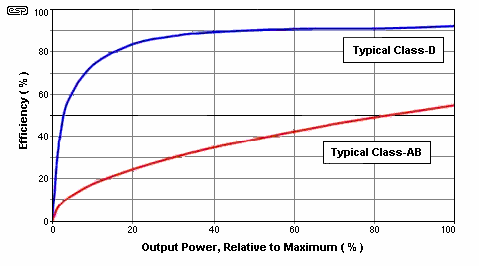 esp
100
80
60
40
20
0
Efficiency ( % )
Typical Class-D
Typical Class-AB
0
20
40
60
80
100
Output Power, Relative to Maximum ( % )